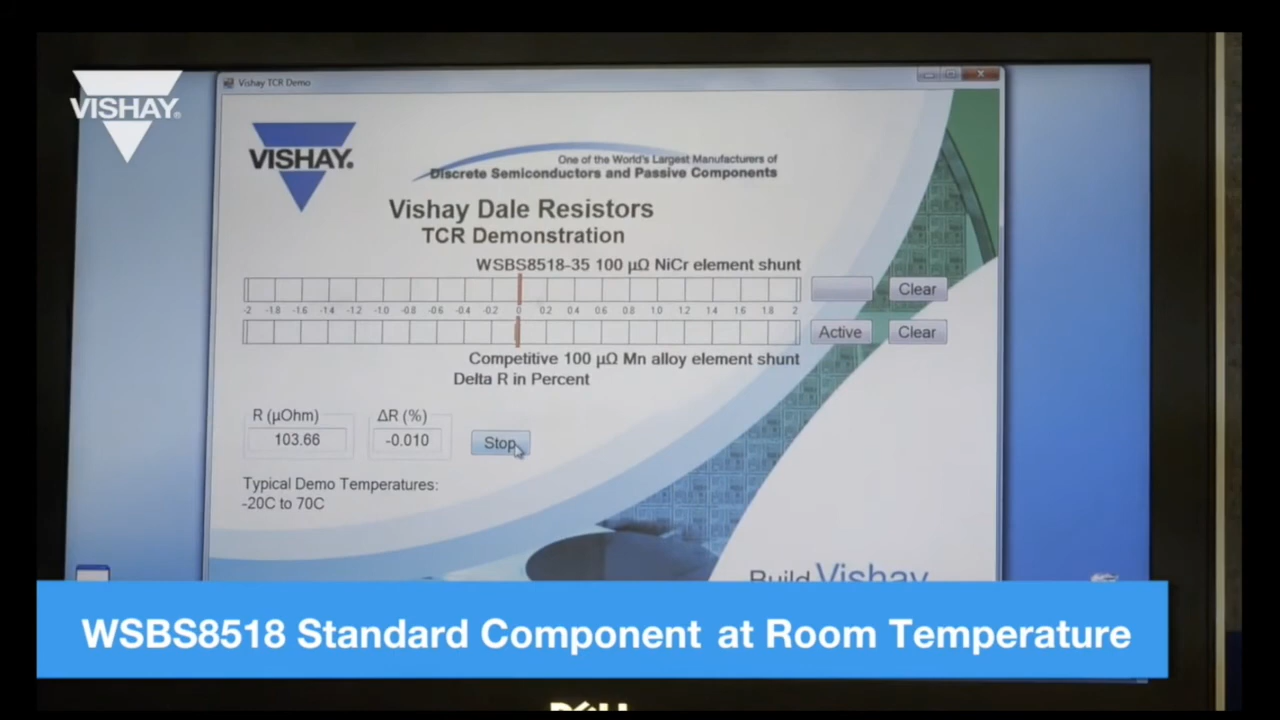 VISHAY®
Vishay TCR Demo
VISHAY.
One of the World's Largest Manufacturers of
Discrete Semiconductors and Passive Components
Vishay Dale Resistors
TCR Demonstration
WSBS8518-35 100 µΩ NiCr element shunt
Clear
-2 -1.8 -1.6 -1.4 -1.2 -1.0 -0.8 -0.6 -0.4 -0.2 0 0.2 0.4 0.6 0.8 1.0 1.2 1.4 1.6 1.8 2
Active Clear
Competitive 100 µΩ Mn alloy element shunt
Delta R in Percent
R (µOhm) ΔR (%)
103.66 -0.010 Stop
Typical Demo Temperatures:
-20C to 70C
Build Vishay
WSBS8518 Standard Component at Room Temperature
DELL